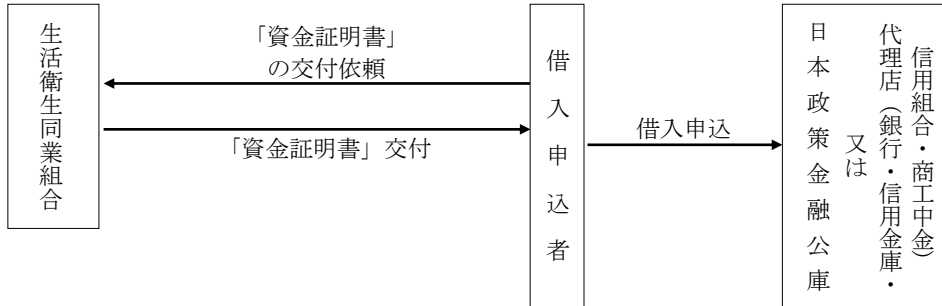 生活衛生同業組合
「資金証明書」
の交付依頼
「資金証明書」交付
借入申込者
借入申込
日本政策金融公庫
又は
代理店（銀行・信用金庫・
信用組合・商工中金）